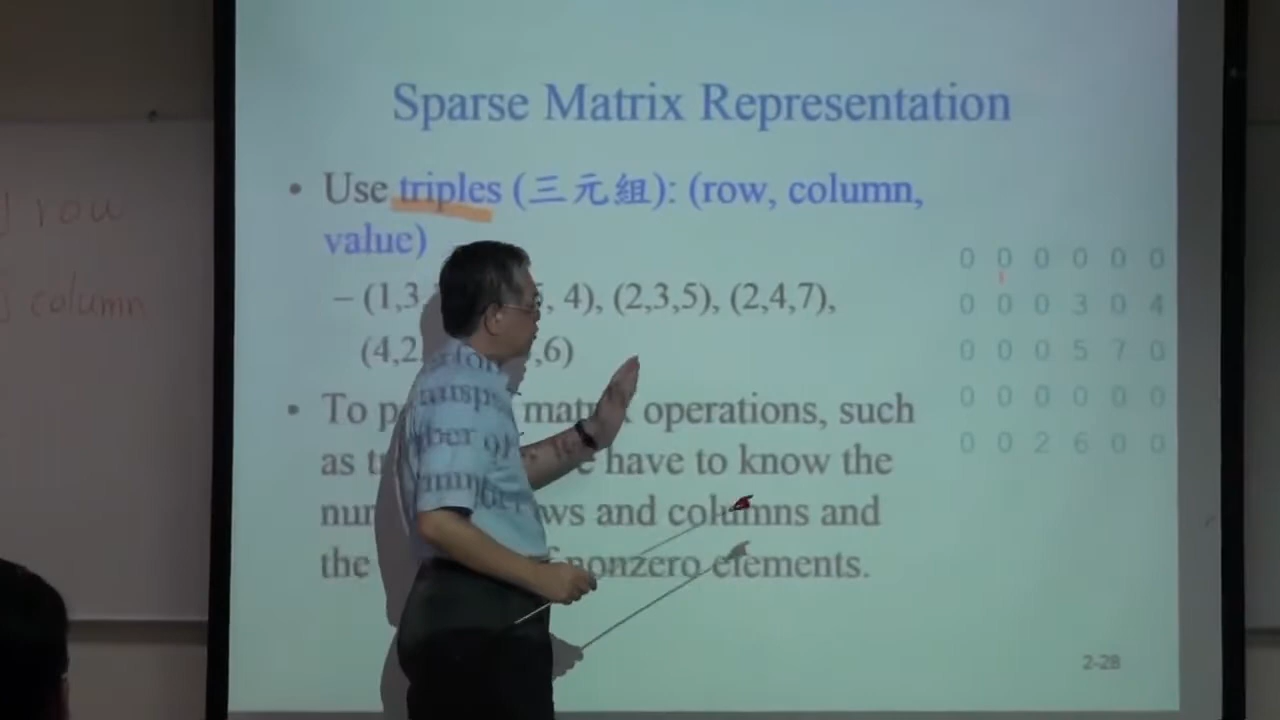 Sparse Matrix Representation
• Use triples (三元組): (row, column,
value)
– (1,3, 4), (2,3,5), (2,4,7),
(4,2, ,6)
• To matrix operations, such
as have to know the
and columns and
the nonzero elements.
0 0 0 0 0 0
0 0 0 3 0 4
0 0 0 5 7 0
0 0 0 0 0 0
0 0 2 6 0 0
2-28
row
column